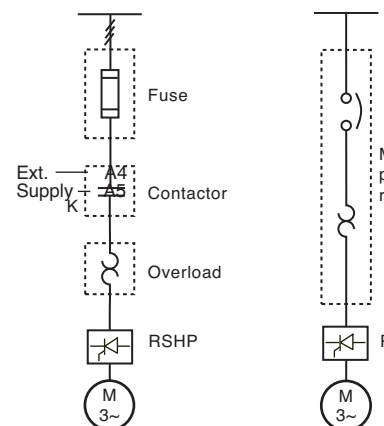 Fuse
Ext. A4
Supply A5
K
Contactor
Overload
RSHP
M
3~
M
3~